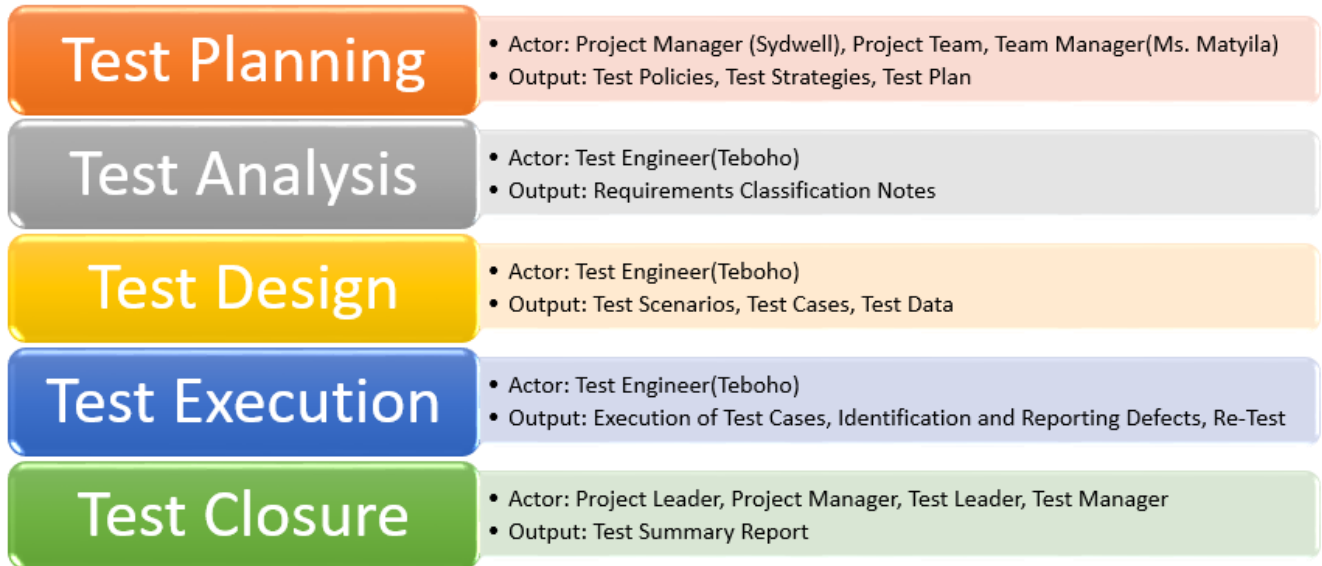 Test Planning
• Actor: Project Manager (Sydwell), Project Team, Team Manager(Ms. Matyila)
• Output: Test Policies, Test Strategies, Test Plan
Test Analysis
• Actor: Test Engineer(Teboho)
• Output: Requirements Classification Notes
Test Design
• Actor: Test Engineer(Teboho)
• Output: Test Scenarios, Test Cases, Test Data
Test Execution
• Actor: Test Engineer(Teboho)
• Output: Execution of Test Cases, Identification and Reporting Defects, Re-Test
Test Closure
• Actor: Project Leader, Project Manager, Test Leader, Test Manager
• Output: Test Summary Report